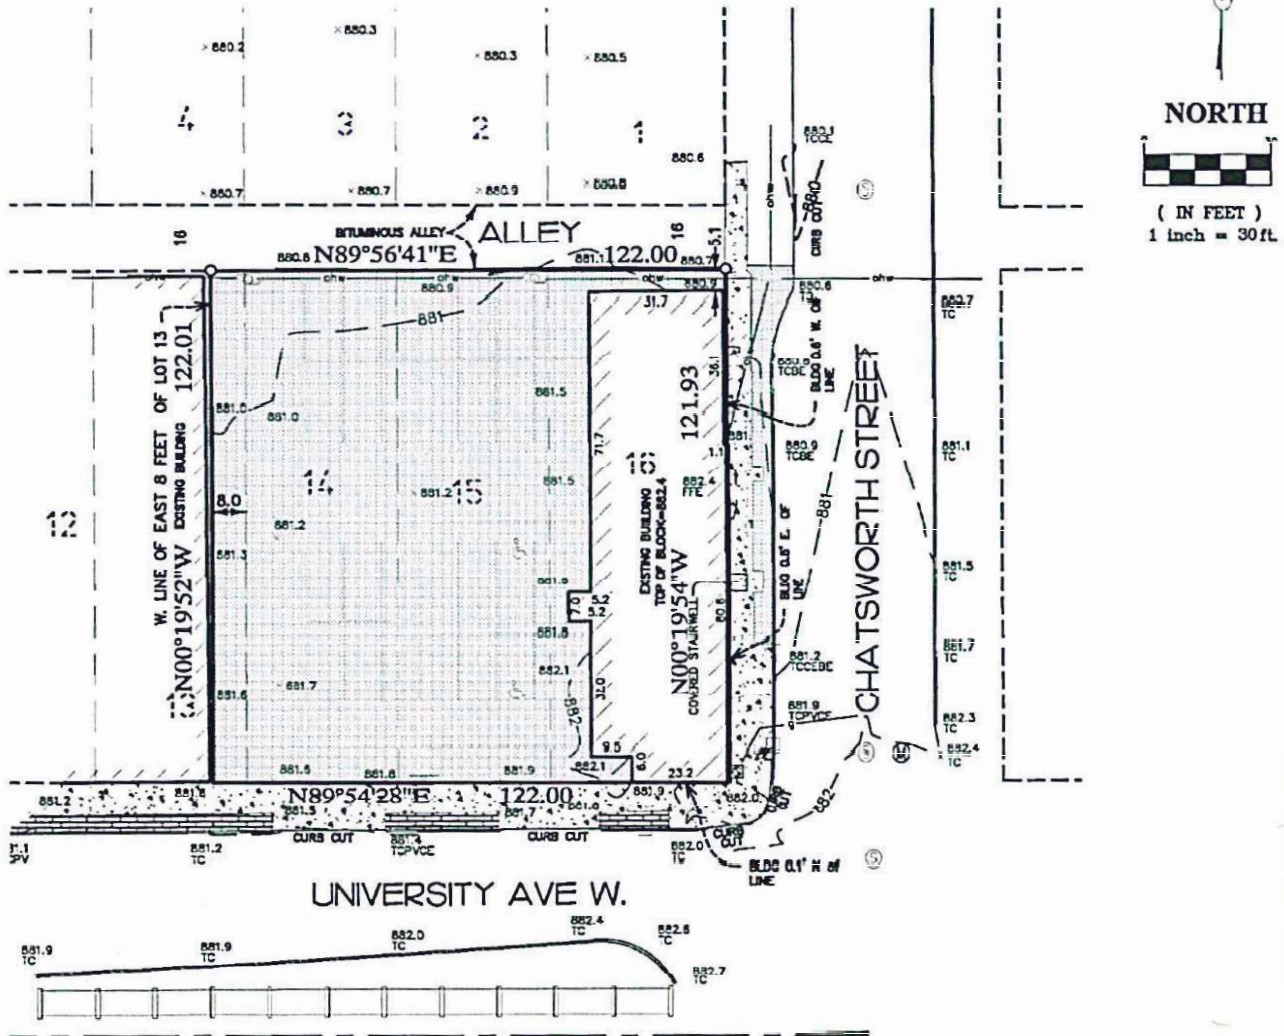 880.3
880.2
880.3
880.5
4
3
2
1
880.6
880.7
880.7
880.9
880.1
TCCE
880
CURB CUT
NORTH
( IN FEET )
1 inch = 30ft.
16
BITUMINOUS ALLEY
ALLEY
16
5.1
880.8
N89°56'41"E
881.1
122.00
880.7
ohw
ohw
ohw
ohw
ohw
880.9
880.9
880.6
31.7
881
880.7
TC
W. LINE OF EAST 8 FEET OF LOT 13
122.01
EXISTING BUILDING
N00°19'52"W
881.0
881.0
881.5
36.1
121.93
BLDG 0.6' W. OF
LINE
TCBE
71.7
881
1.1
880.9
TCBE
881.1
TC
CHATSWORTH STREET
12
14
15
16
881.2
881.5
882.4
FFE
8.0
881.2
881.3
EXISTING BUILDING
TOP OF BLOCK=882.4
881
881.5
TC
5.2
7.0
5.2
N00°19'54"W
COVERED STAIRWELL
BLDG 0.8' E. OF
LINE
881.8
882.1
32.0
882
881.2
TCCEBE
881.7
TC
881.6
881.7
881.9
TCPVCE
882.3
TC
882.4
TC
9.5
6.0
882.1
881.8
881.9
23.2
881.2
N89°54'28"E
122.00
881.9
882.0
882
881.5
881.7
CURB CUT
CURB CUT
CURB
CUT
881.2
TC
881.4
TCPVCE
882.0
TC
BLDG 0.1' N of
LINE
UNIVERSITY AVE W.
881.9
TC
881.9
TC
882.0
TC
882.4
TC
882.6
TC
882.7
TC